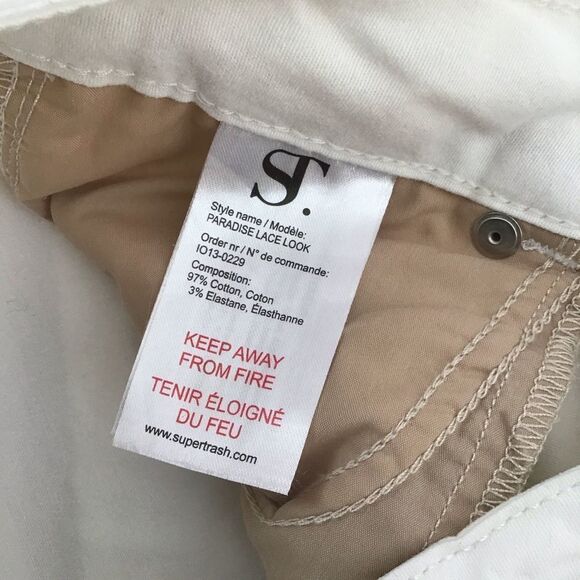 ST.
Style name / Modèle:
PARADISE LACE LOOK
Order nr / N° de commande:
IO13-0229
Composition:
97% Cotton, Coton
3% Elastane, Élasthanne
KEEP AWAY
FROM FIRE
TENIR ÉLOIGNÉ
DU FEU
www.supertrash.com